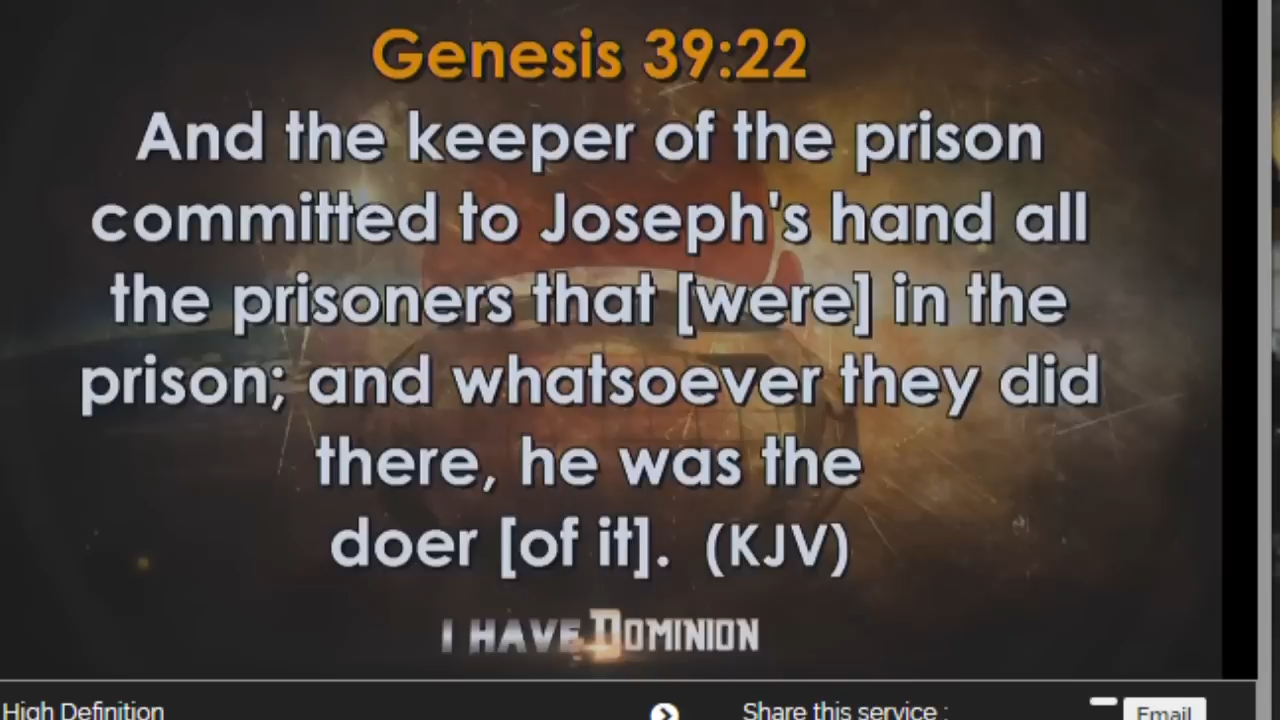 Genesis 39:22
And the keeper of the prison
committed to Joseph's hand all
the prisoners that [were] in the
prison; and whatsoever they did
there, he was the
doer [of it]. (KJV)
I HAVE DOMINION
High Definition
Share this service :
Email